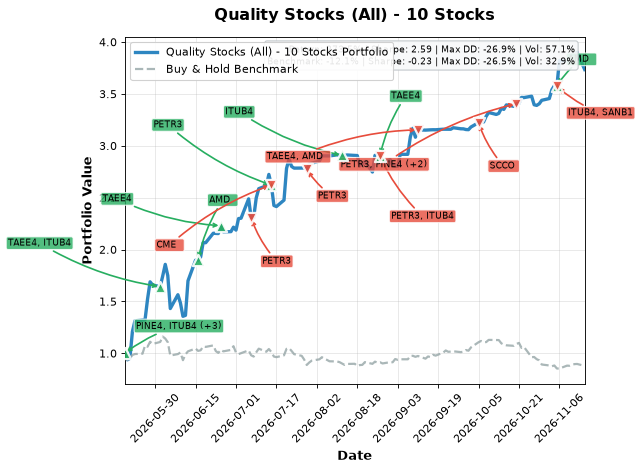 Quality Stocks (All) - 10 Stocks
Quality Stocks (All) - 10 Stocks Portfolio
pe: 2.59 | Max DD: -26.9% | Vol: 57.1%
Buy & Hold Benchmark
Benchmark: -12.1% | Sharpe: -0.23 | Max DD: -26.5% | Vol: 32.9%
MD
4.0
3.5
3.0
2.5
2.0
1.5
1.0
Portfolio Value
TAEE4
ITUB4
PETR3
ITUB4, SANB1
TAEE4, AMD
PETR3, PINE4 (+2)
SCCO
PETR3
TAEE4
AMD
PETR3, ITUB4
TAEE4, ITUB4
CME
PETR3
PINE4, ITUB4 (+3)
2026-05-30
2026-06-15
2026-07-01
2026-07-17
2026-08-02
2026-08-18
2026-09-03
2026-09-19
2026-10-05
2026-10-21
2026-11-06
Date